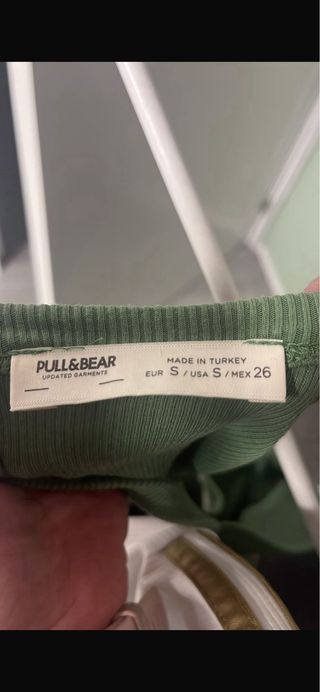 PULL&BEAR
UPDATED GARMENTS
MADE IN TURKEY
EUR S / USA S / MEX 26